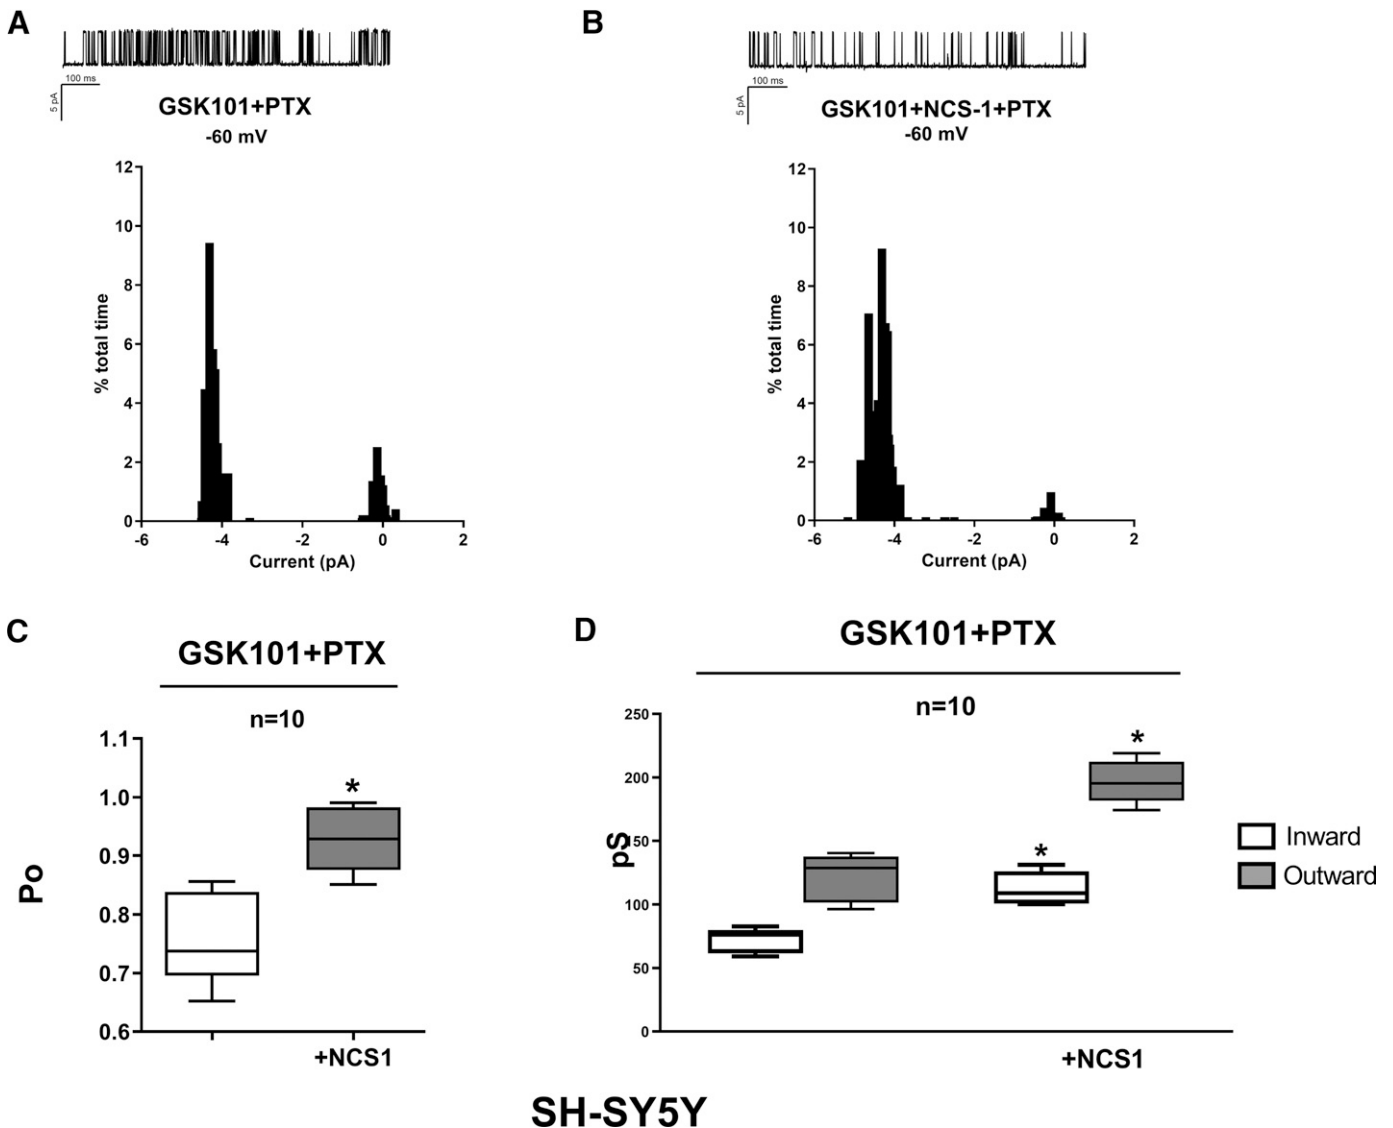 A
100 ms
5 pA
GSK101+PTX
-60 mV
12
10
8
6
4
2
0
% total time
-6
-4
-2
0
2
Current (pA)
B
100 ms
5 pA
GSK101+NCS-1+PTX
-60 mV
12
10
8
6
4
2
0
% total time
-6
-4
-2
0
2
Current (pA)
C
GSK101+PTX
n=10
1.1
1.0
0.9
0.8
0.7
0.6
Po
*
+NCS1
D
GSK101+PTX
n=10
250
200
150
100
50
0
pS
*
*
+NCS1
Inward
Outward
SH-SY5Y